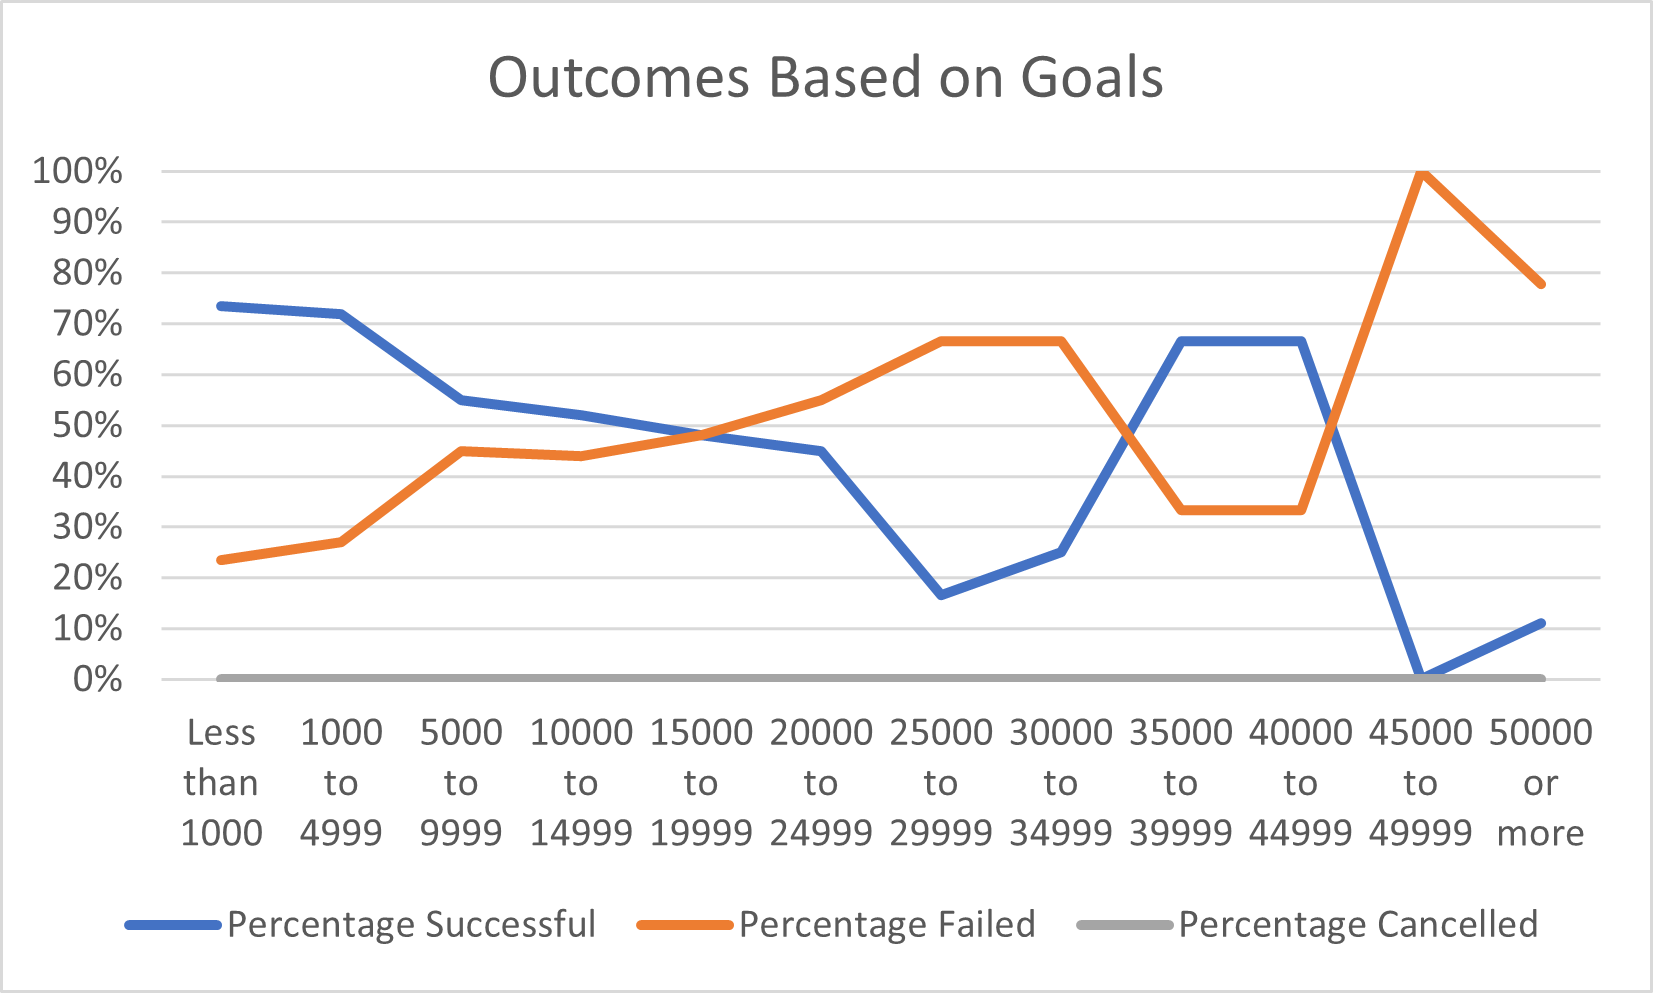 Outcomes Based on Goals
100%
90%
80%
70%
60%
50%
40%
30%
20%
10%
0%
Less than 1000
1000 to 4999
5000 to 9999
10000 to 14999
15000 to 19999
20000 to 24999
25000 to 29999
30000 to 34999
35000 to 39999
40000 to 44999
45000 to 49999
50000 or more
Percentage Successful
Percentage Failed
Percentage Cancelled